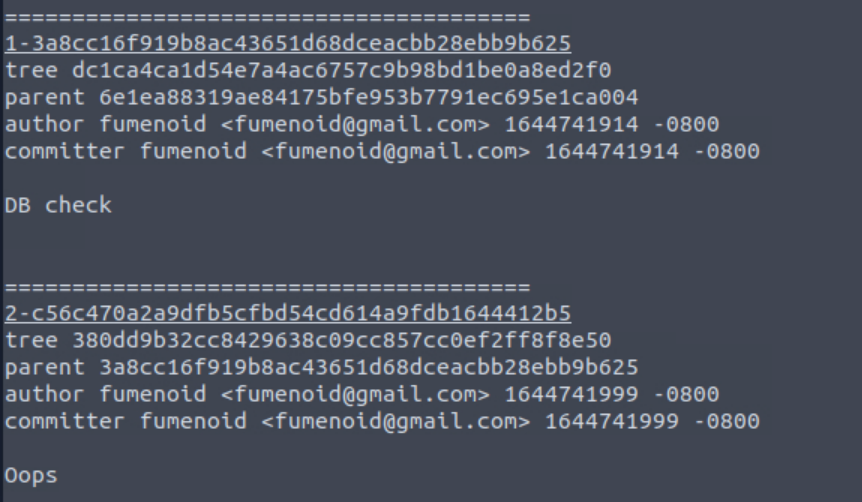 =======================================
1-3a8cc16f919b8ac43651d68dceacbb28ebb9b625
tree dc1ca4ca1d54e7a4ac6757c9b98bd1be0a8ed2f0
parent 6e1ea88319ae84175bfe953b7791ec695e1ca004
author fumenoid <fumenoid@gmail.com> 1644741914 -0800
committer fumenoid <fumenoid@gmail.com> 1644741914 -0800
DB check
=======================================
2-c56c470a2a9dfb5cfbd54cd614a9fdb1644412b5
tree 380dd9b32cc8429638c09cc857cc0ef2ff8f8e50
parent 3a8cc16f919b8ac43651d68dceacbb28ebb9b625
author fumenoid <fumenoid@gmail.com> 1644741999 -0800
committer fumenoid <fumenoid@gmail.com> 1644741999 -0800
Oops